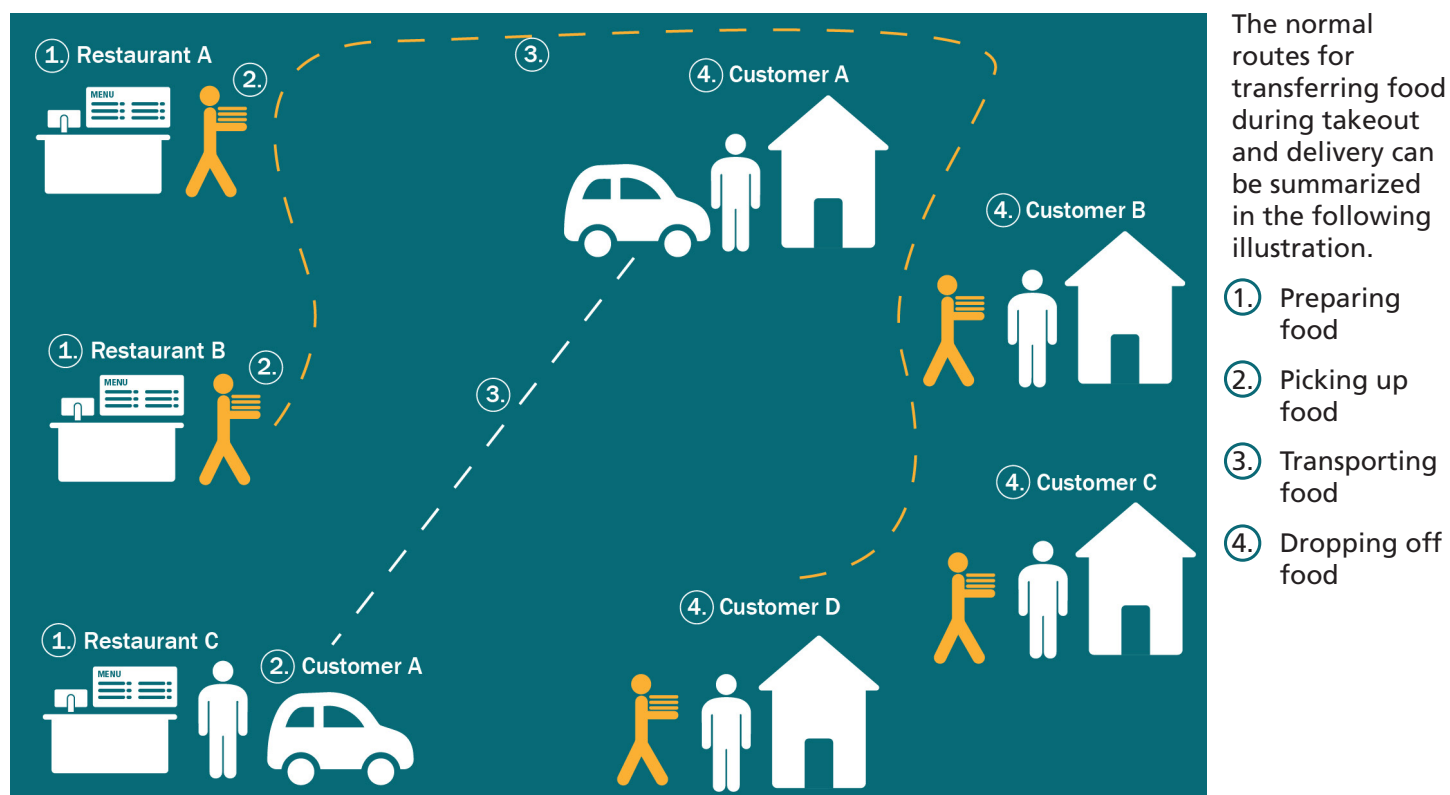 1. Restaurant A
2.
MENU
3.
4. Customer A
4. Customer B
1. Restaurant B
2.
MENU
3.
4. Customer C
4. Customer D
1. Restaurant C
2. Customer A
MENU
The normal
routes for
transferring food
during takeout
and delivery can
be summarized
in the following
illustration.
1. Preparing
food
2. Picking up
food
3. Transporting
food
4. Dropping off
food